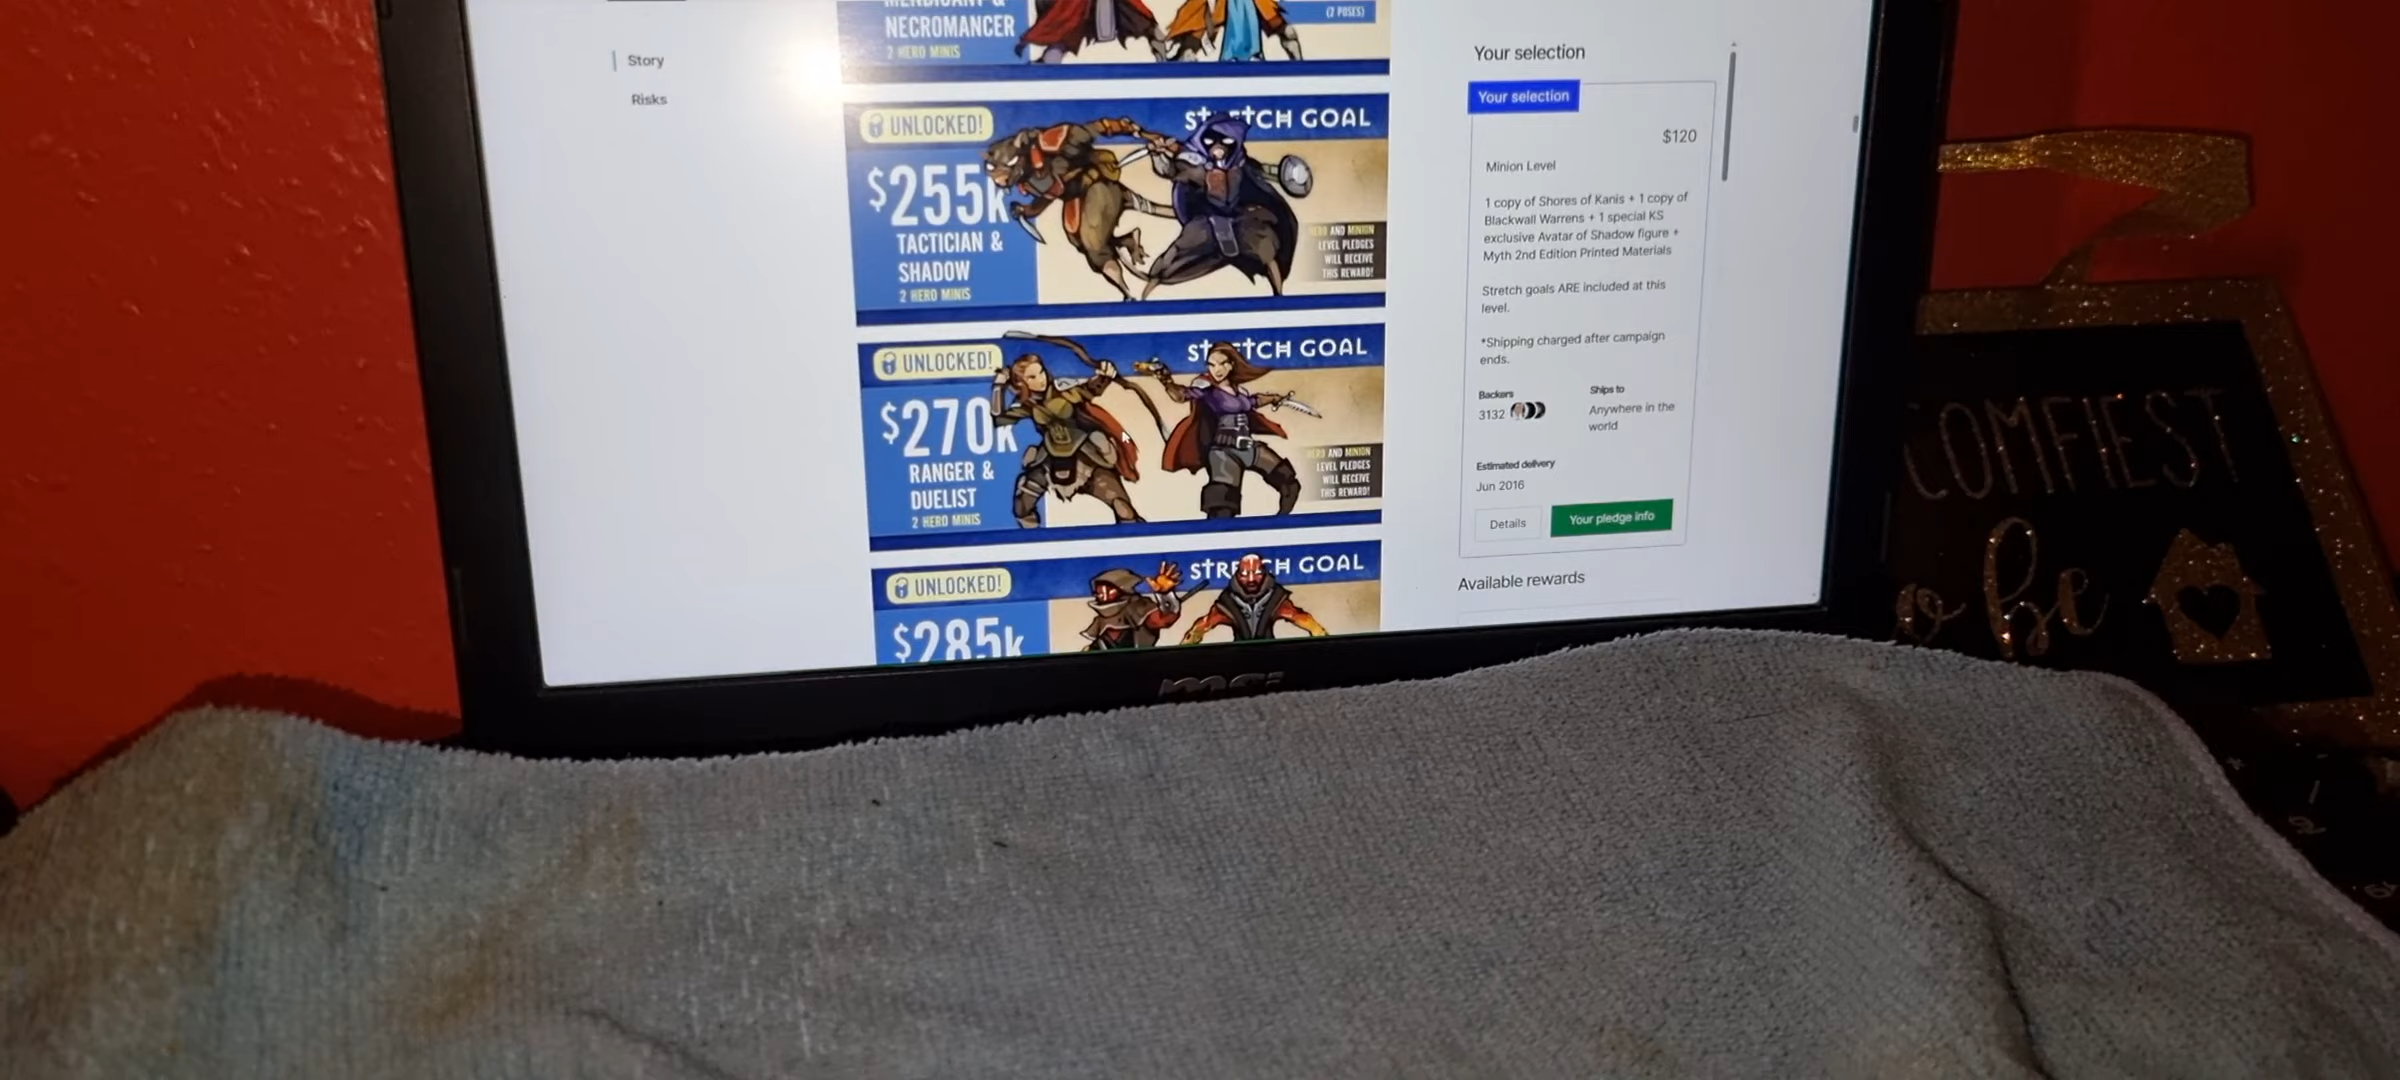 NECROMANCER
2 HERO MINIS
(2 POSES)
Story
Risks
UNLOCKED!
STRETCH GOAL
$255k
TACTICIAN &
SHADOW
2 HERO MINIS
HERO AND MINION
LEVEL PLEDGES
WILL RECEIVE
THIS REWARD!
UNLOCKED!
STRETCH GOAL
$270k
RANGER &
DUELIST
2 HERO MINIS
HERO AND MINION
LEVEL PLEDGES
WILL RECEIVE
THIS REWARD!
UNLOCKED!
STRETCH GOAL
$285k
Your selection
Your selection
$120
Minion Level
1 copy of Shores of Kanis + 1 copy of
Blackwall Warrens + 1 special KS
exclusive Avatar of Shadow figure +
Myth 2nd Edition Printed Materials
Stretch goals ARE included at this
level.
*Shipping charged after campaign
ends.
Backers
3132
Ships to
Anywhere in the
world
Estimated delivery
Jun 2016
Details
Your pledge info
Available rewards
msi
COMFIEST
be